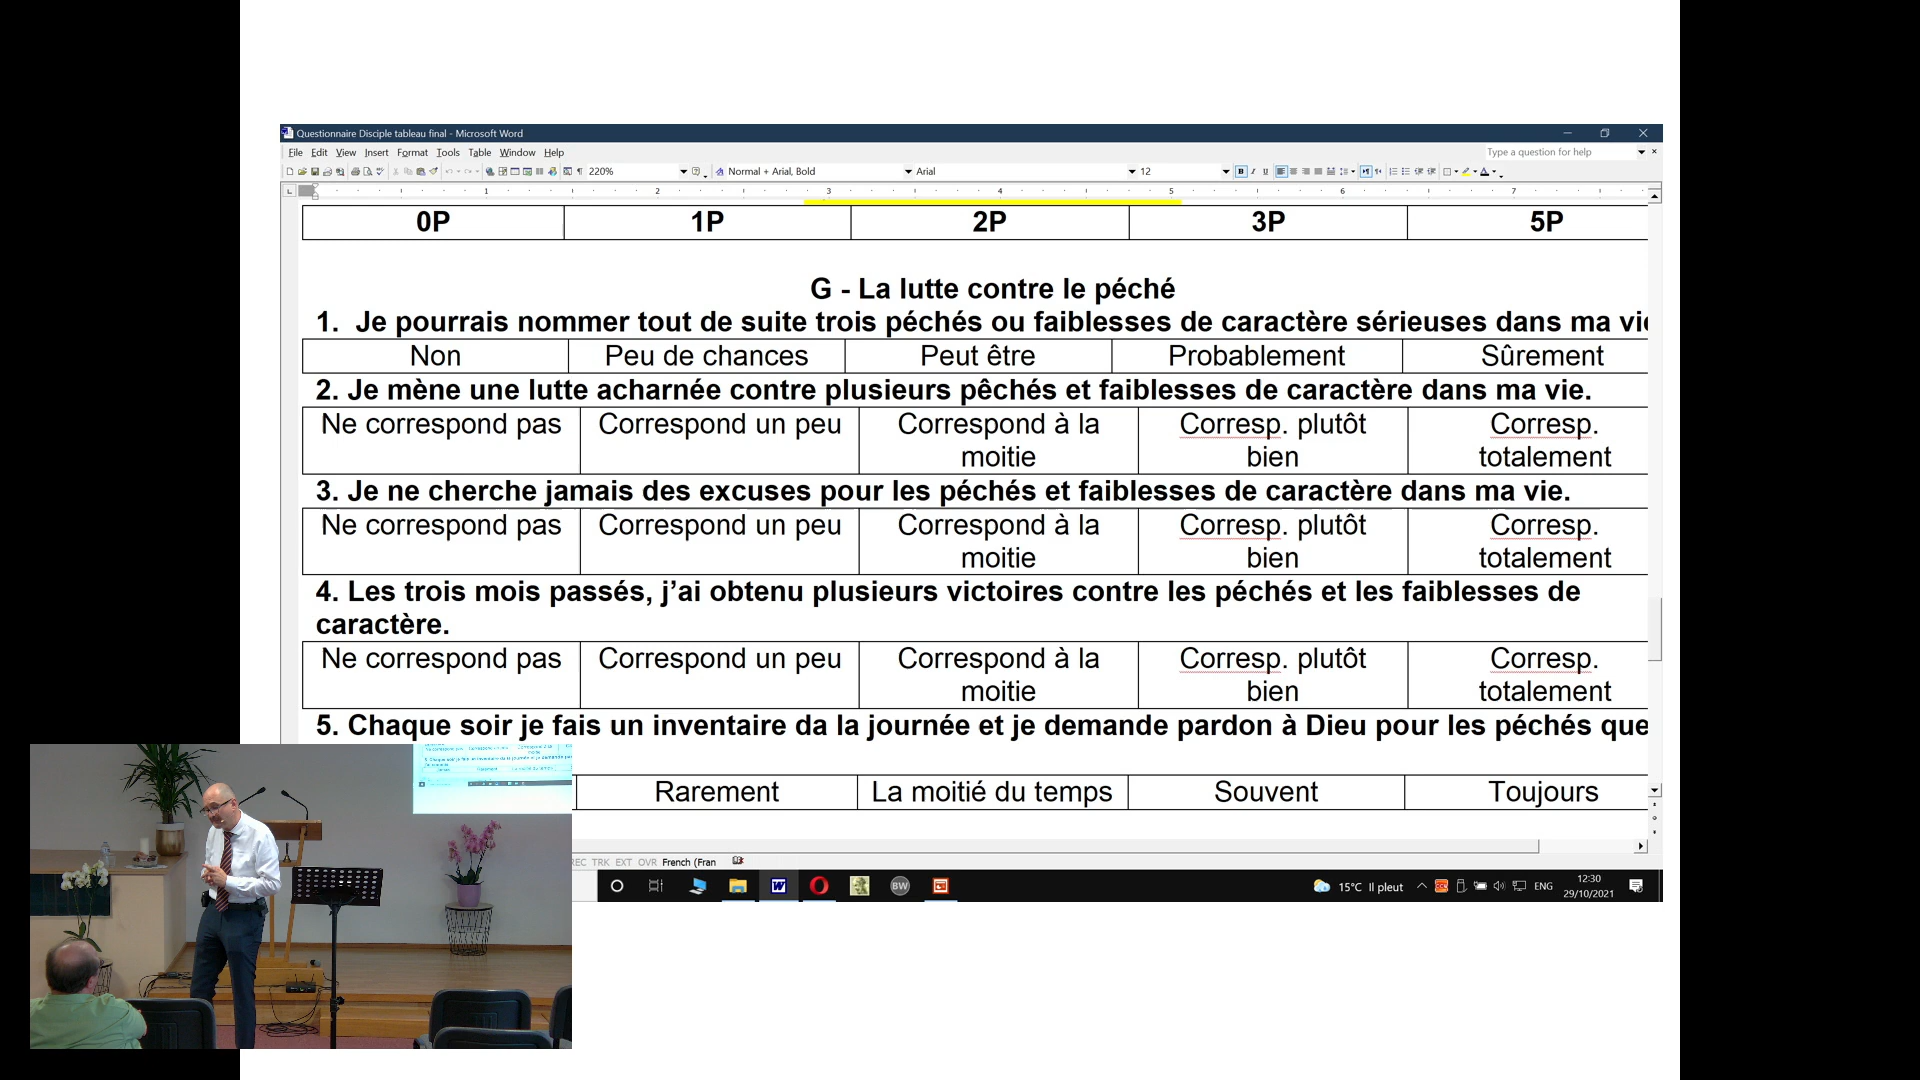 Questionnaire Disciple tableau final - Microsoft Word
File Edit View Insert Format Tools Table Window Help
Type a question for help
220%
Normal + Arial, Bold
Arial
12
1 2 3 4 5 6 7
0P 1P 2P 3P 5P
G - La lutte contre le péché
1. Je pourrais nommer tout de suite trois péchés ou faiblesses de caractère sérieuses dans ma vi
Non Peu de chances Peut être Probablement Sûrement
2. Je mène une lutte acharnée contre plusieurs pêchés et faiblesses de caractère dans ma vie.
Ne correspond pas Correspond un peu Correspond à la moitie Corresp. plutôt bien Corresp. totalement
3. Je ne cherche jamais des excuses pour les péchés et faiblesses de caractère dans ma vie.
Ne correspond pas Correspond un peu Correspond à la moitie Corresp. plutôt bien Corresp. totalement
4. Les trois mois passés, j’ai obtenu plusieurs victoires contre les péchés et les faiblesses de
caractère.
Ne correspond pas Correspond un peu Correspond à la moitie Corresp. plutôt bien Corresp. totalement
5. Chaque soir je fais un inventaire da la journée et je demande pardon à Dieu pour les péchés que
Rarement La moitié du temps Souvent Toujours
REC TRK EXT OVR French (Fran
BW
15°C Il pleut
ENG
12:30
29/10/2021